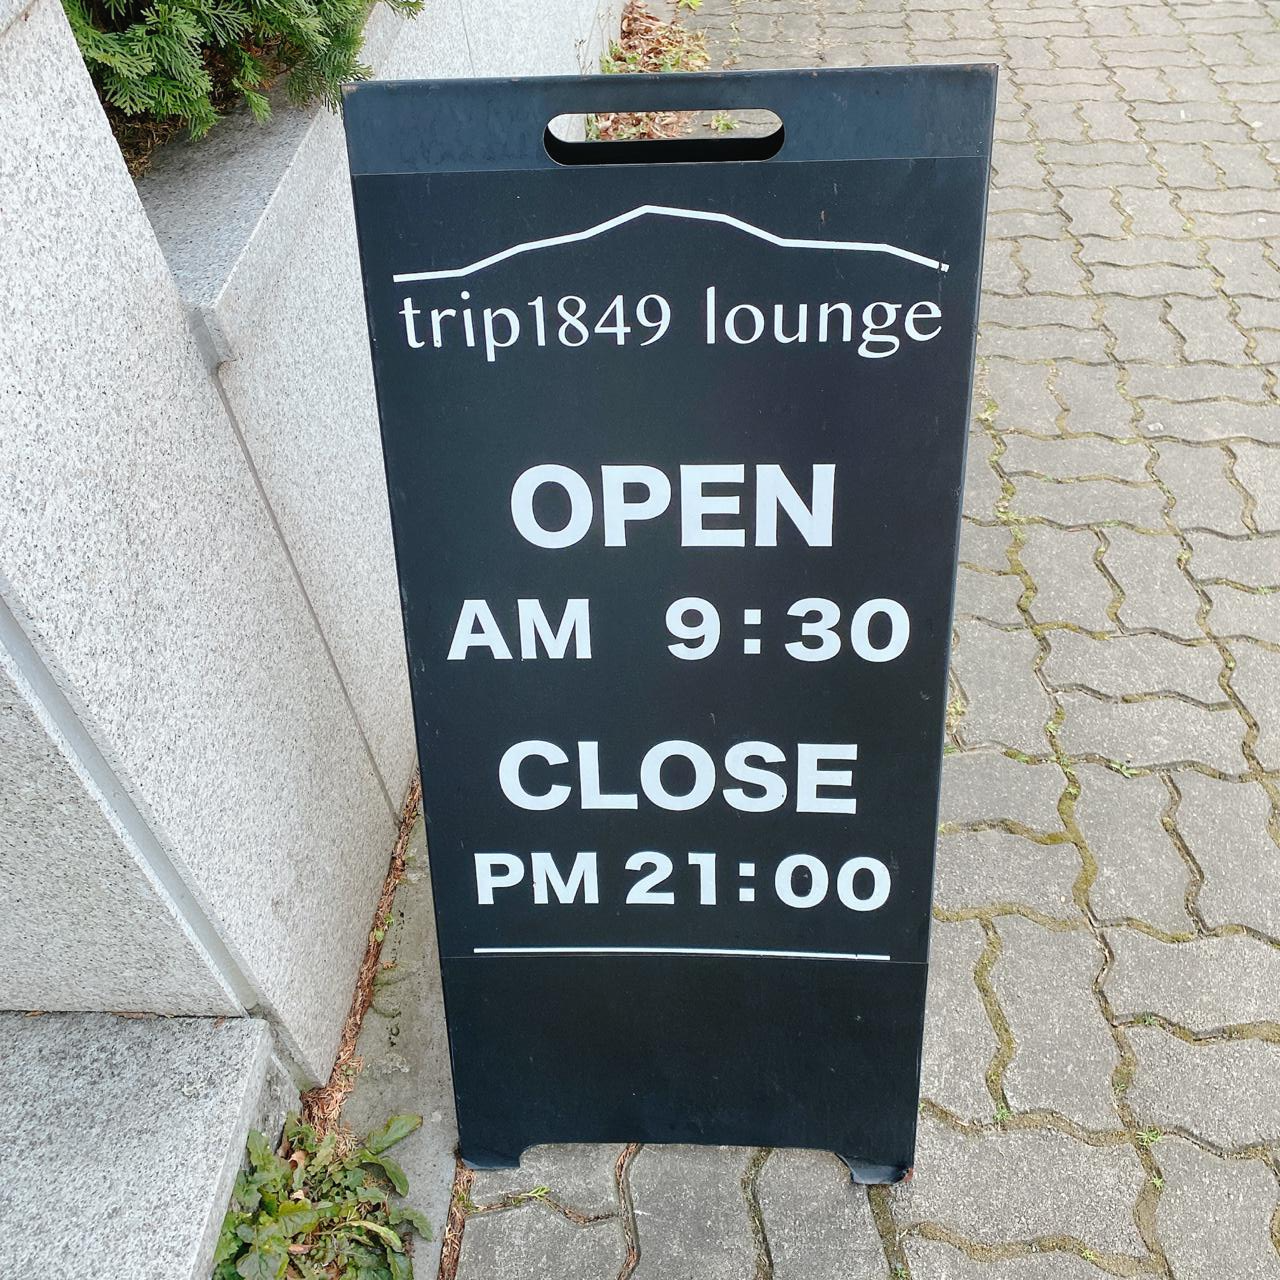 trip1849 lounge
OPEN
AM 9:30
CLOSE
PM 21:00